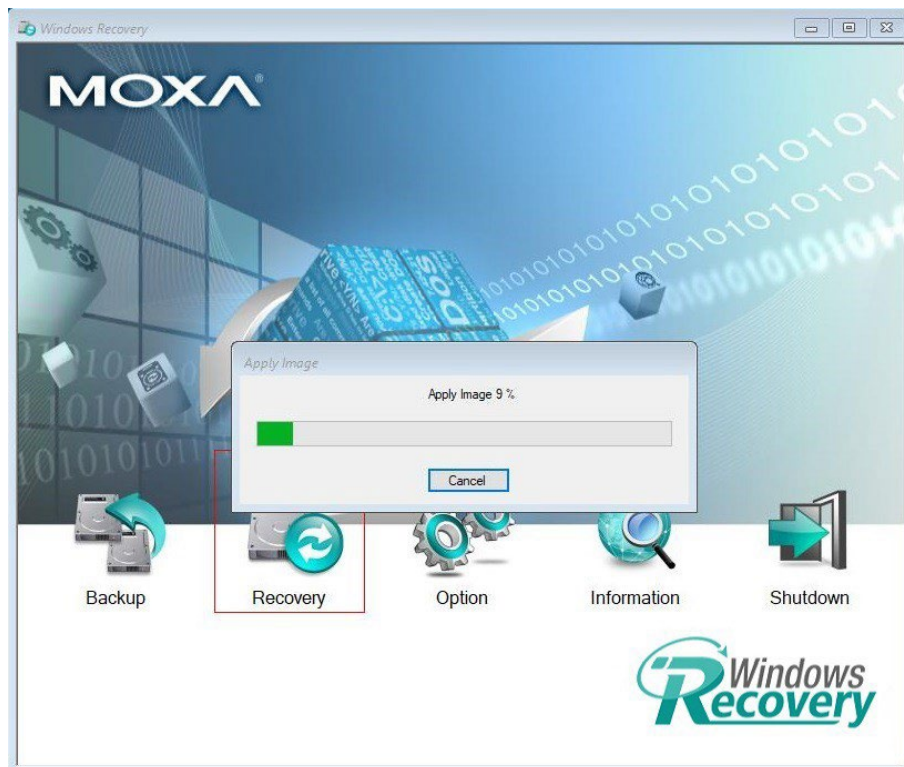 Windows Recovery
MOXA®
Apply Image
Apply Image 9 %
Cancel
Backup
Recovery
Option
Information
Shutdown
Windows
Recovery